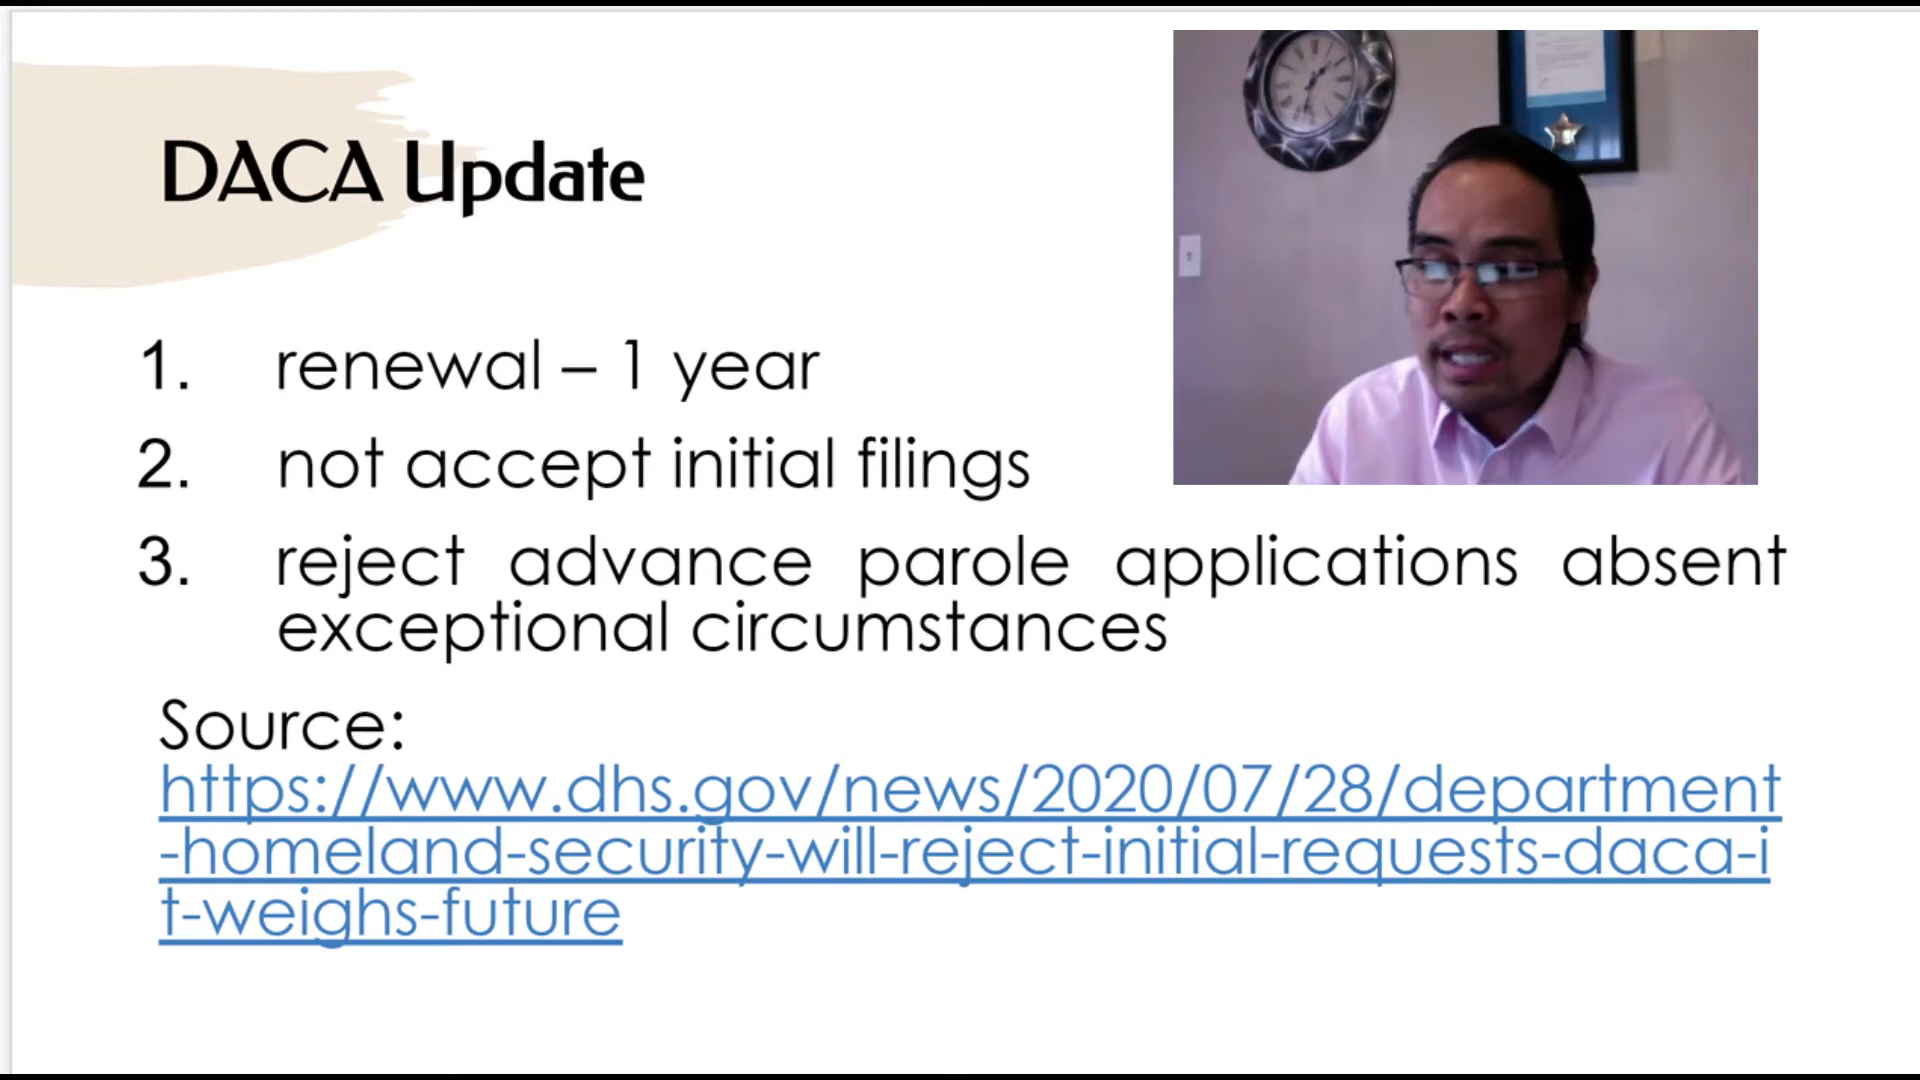 DACA Update
1. renewal – 1 year
2. not accept initial filings
3. reject advance parole applications absent
exceptional circumstances
Source:
https://www.dhs.gov/news/2020/07/28/department
-homeland-security-will-reject-initial-requests-daca-i
t-weighs-future